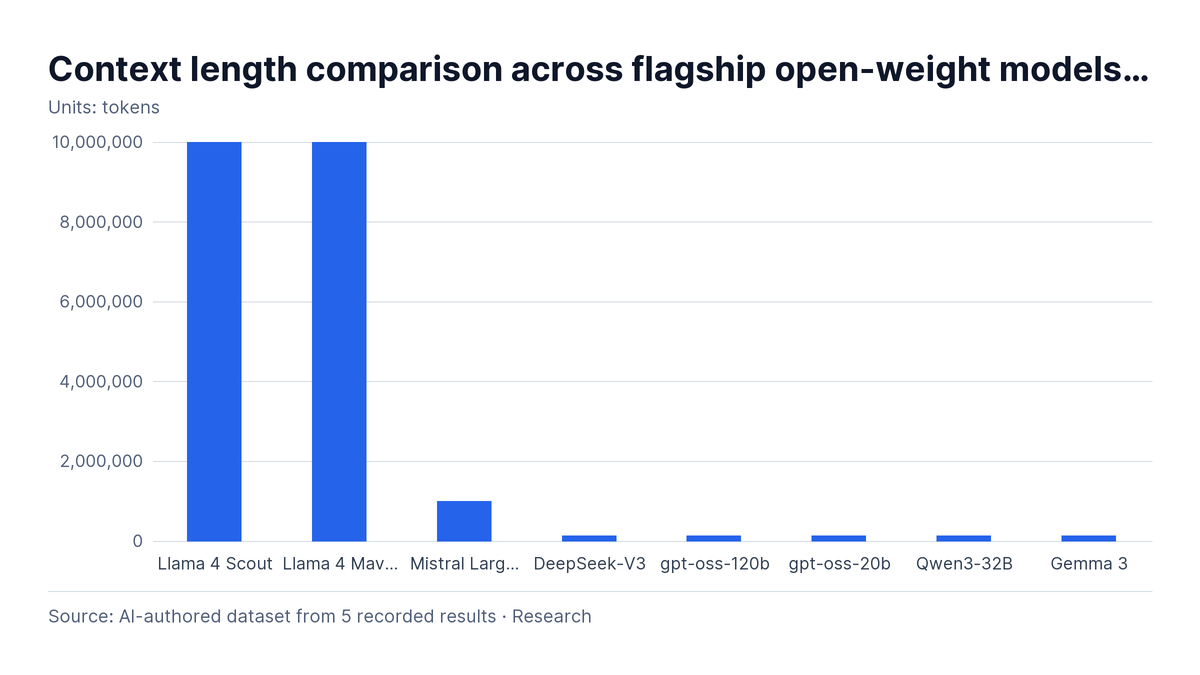 Context length comparison across flagship open-weight models…
Units: tokens
10,000,000
8,000,000
6,000,000
4,000,000
2,000,000
0
Llama 4 Scout Llama 4 Mav… Mistral Larg… DeepSeek-V3 gpt-oss-120b gpt-oss-20b Qwen3-32B Gemma 3
Source: AI-authored dataset from 5 recorded results · Research